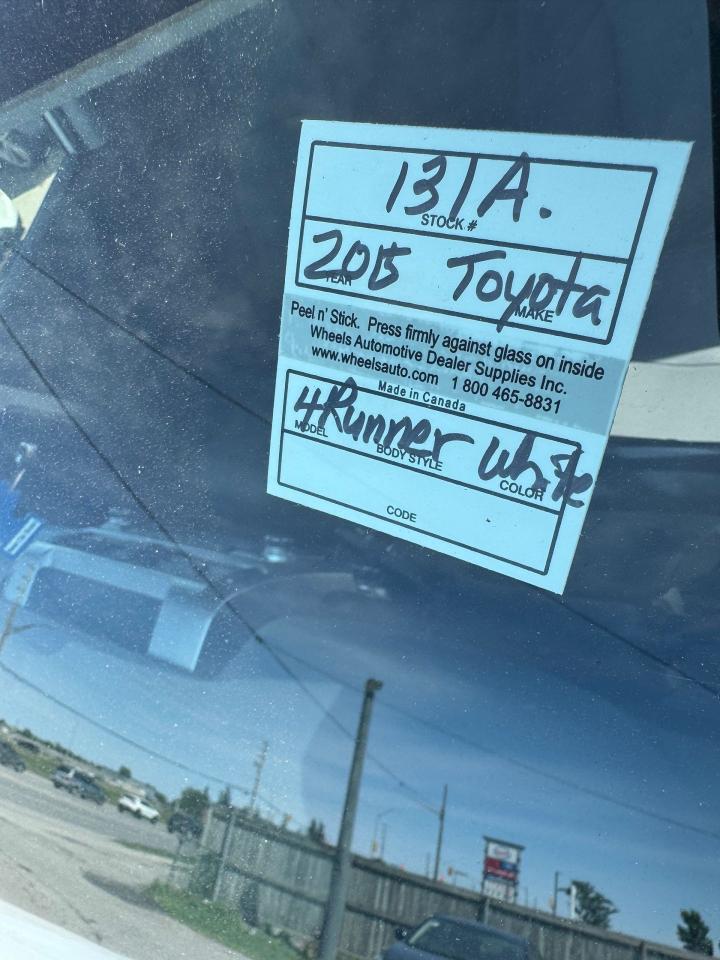 131A.
STOCK #
2015 Toyota
YEAR MAKE
Peel n' Stick. Press firmly against glass on inside
Wheels Automotive Dealer Supplies Inc.
www.wheelsauto.com 1 800 465-8831
Made in Canada
4Runner White
MODEL BODY STYLE COLOR
CODE